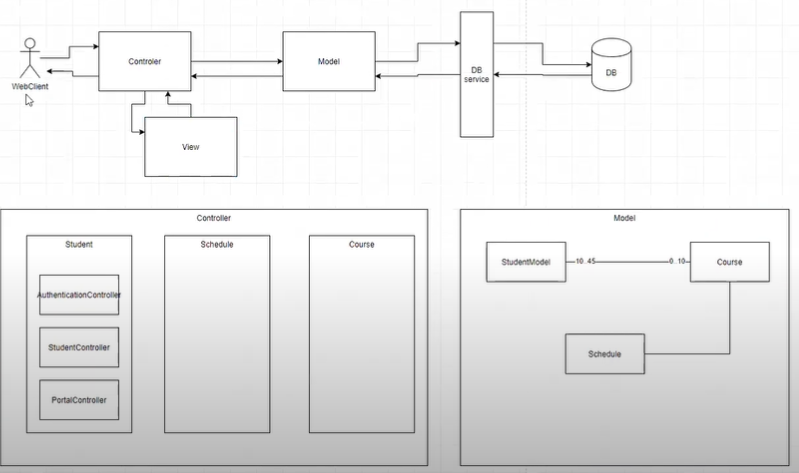 WebClient
Controler
Model
DB
service
DB
View
Controller
Student
Schedule
Course
AuthenticationController
StudentController
PortalController
Model
StudentModel
10..45
0..10
Course
Schedule